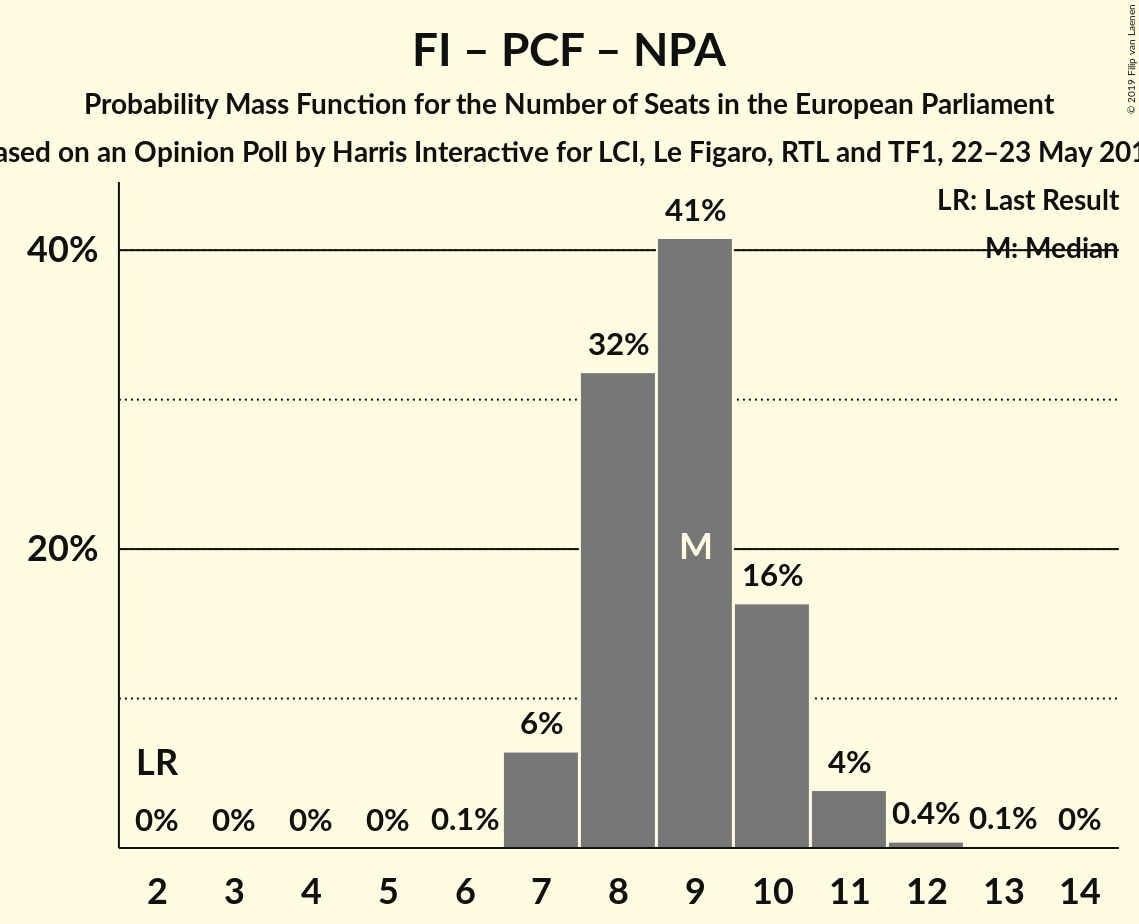 FI – PCF – NPA
Probability Mass Function for the Number of Seats in the European Parliament
ased on an Opinion Poll by Harris Interactive for LCI, Le Figaro, RTL and TF1, 22–23 May 201
© 2019 Filip van Laenen
LR: Last Result
M: Median
40%
20%
41%
32%
M
16%
6%
4%
LR
0% 0% 0% 0% 0.1% 0.4% 0.1% 0%
2 3 4 5 6 7 8 9 10 11 12 13 14